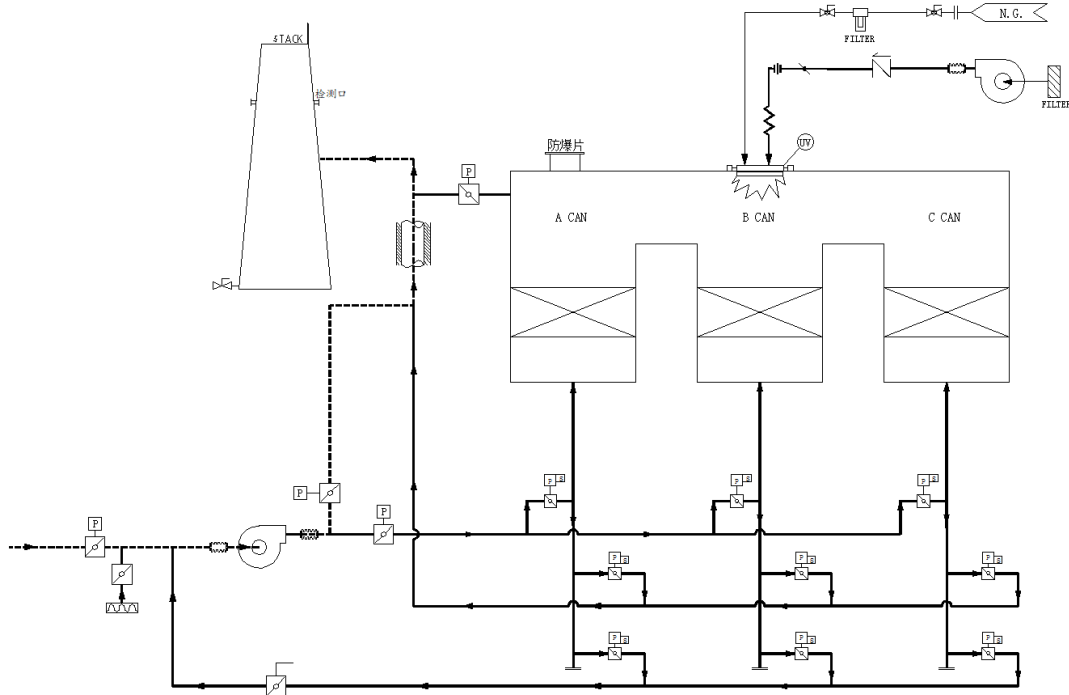 N.G.
STACK
FILTER
检测口
FILTER
防爆片
UV
P
A CAN
B CAN
C CAN
P S
P S
P S
P
P
P
P S
P S
P S
P S
P S
P S